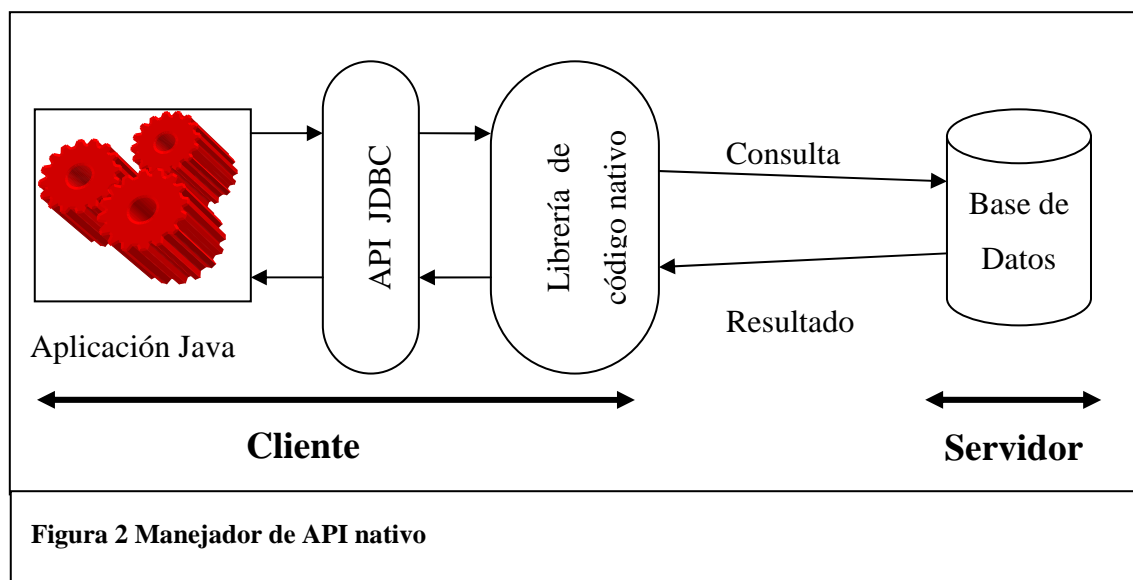 Aplicación Java
API JDBC
Librería de
código nativo
Consulta
Resultado
Base de
Datos
Cliente
Servidor
Figura 2 Manejador de API nativo